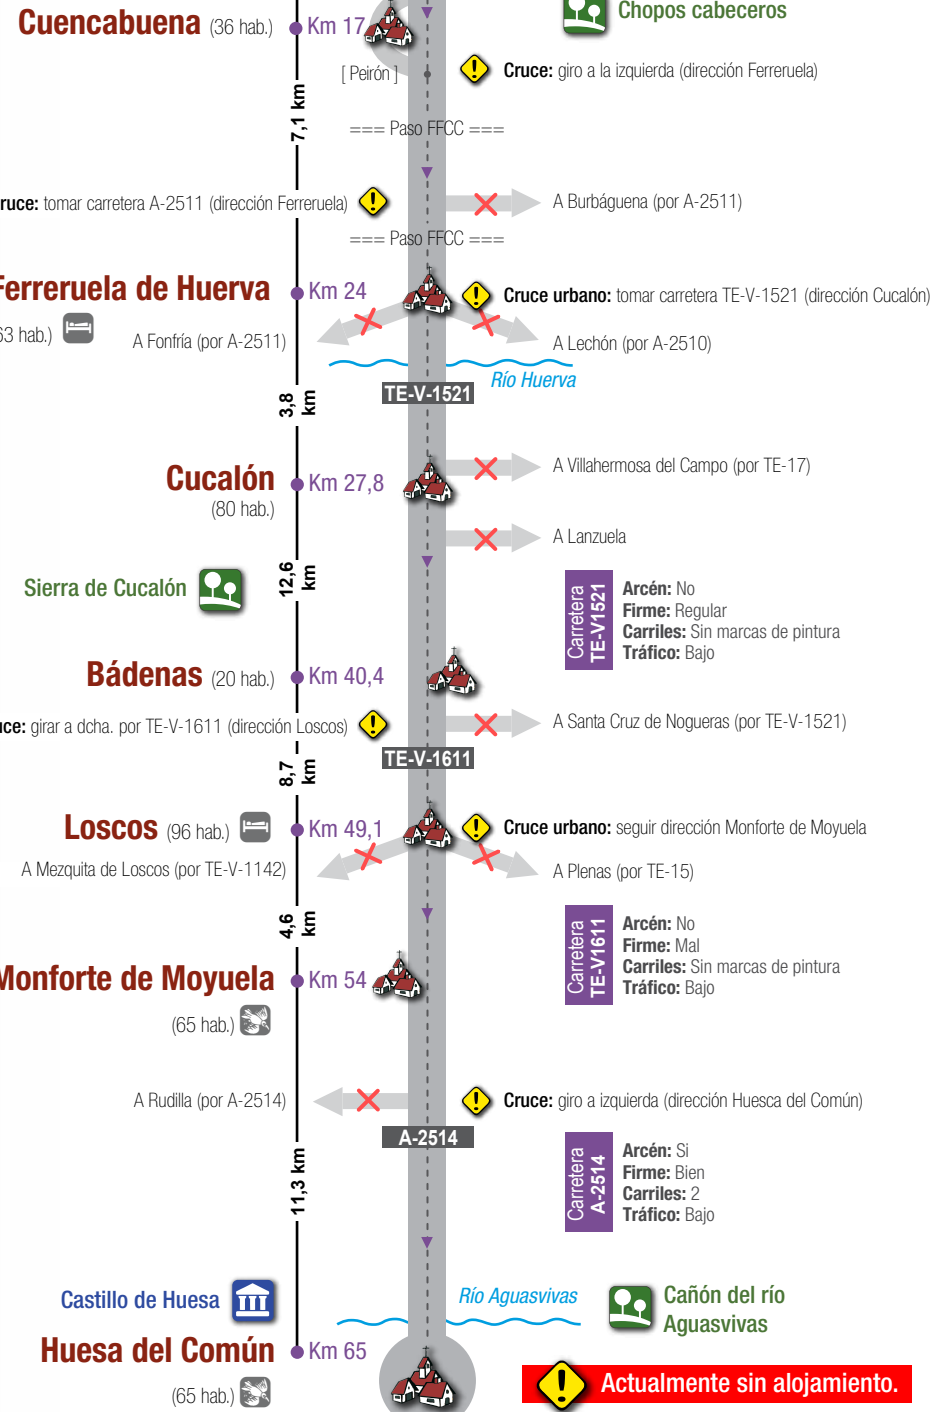 Chopos cabeceros
Cuencabuena (36 hab.) Km 17
[ Peirón ]
Cruce: giro a la izquierda (dirección Ferreruela)
7,1 km
=== Paso FFCC ===
ruce: tomar carretera A-2511 (dirección Ferreruela)
A Burbáguena (por A-2511)
=== Paso FFCC ===
Ferreruela de Huerva Km 24
Cruce urbano: tomar carretera TE-V-1521 (dirección Cucalón)
63 hab.)
A Fonfría (por A-2511)
A Lechón (por A-2510)
Río Huerva
TE-V-1521
3,8 km
Cucalón Km 27,8
(80 hab.)
A Villahermosa del Campo (por TE-17)
A Lanzuela
12,6 km
Sierra de Cucalón
Carretera TE-V1521
Arcén: No
Firme: Regular
Carriles: Sin marcas de pintura
Tráfico: Bajo
Bádenas (20 hab.) Km 40,4
uce: girar a dcha. por TE-V-1611 (dirección Loscos)
A Santa Cruz de Nogueras (por TE-V-1521)
TE-V-1611
8,7 km
Loscos (96 hab.) Km 49,1
Cruce urbano: seguir dirección Monforte de Moyuela
A Mezquita de Loscos (por TE-V-1142)
A Plenas (por TE-15)
4,6 km
Carretera TE-V1611
Arcén: No
Firme: Mal
Carriles: Sin marcas de pintura
Tráfico: Bajo
Monforte de Moyuela Km 54
(65 hab.)
A Rudilla (por A-2514)
Cruce: giro a izquierda (dirección Huesca del Común)
A-2514
11,3 km
Carretera A-2514
Arcén: Si
Firme: Bien
Carriles: 2
Tráfico: Bajo
Castillo de Huesa
Río Aguasvivas
Cañón del río
Aguasvivas
Huesa del Común Km 65
(65 hab.)
Actualmente sin alojamiento.